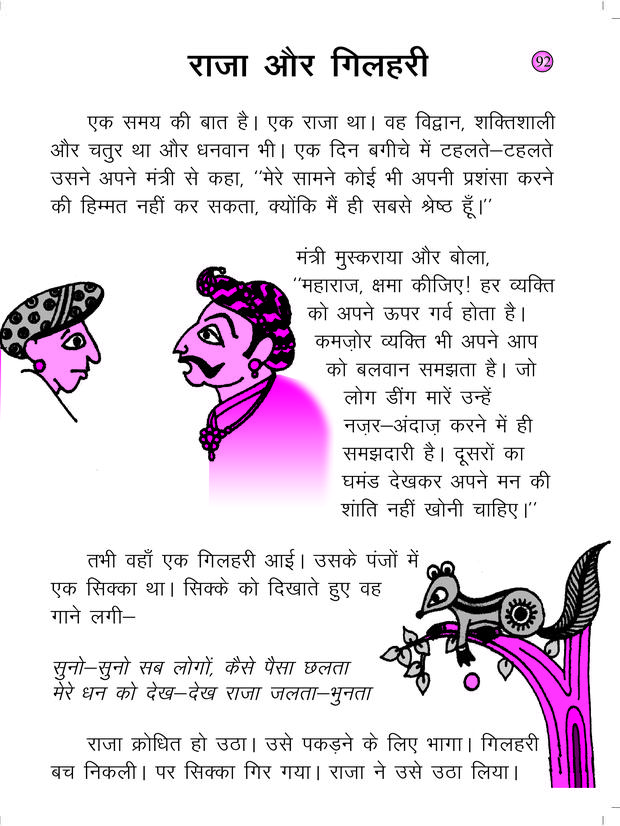 राजा और गिलहरी
92
एक समय की बात है। एक राजा था। वह विद्वान, शक्तिशाली
और चतुर था और धनवान भी। एक दिन बगीचे में टहलते–टहलते
उसने अपने मंत्री से कहा, ‘‘मेरे सामने कोई भी अपनी प्रशंसा करने
की हिम्मत नहीं कर सकता, क्योंकि मैं ही सबसे श्रेष्ठ हूँ।’’
मंत्री मुस्कराया और बोला,
‘‘महाराज, क्षमा कीजिए! हर व्यक्ति
को अपने ऊपर गर्व होता है।
कमज़ोर व्यक्ति भी अपने आप
को बलवान समझता है। जो
लोग डींग मारें उन्हें
नज़र–अंदाज़ करने में ही
समझदारी है। दूसरों का
घमंड देखकर अपने मन की
शांति नहीं खोनी चाहिए।’’
तभी वहाँ एक गिलहरी आई। उसके पंजों में
एक सिक्का था। सिक्के को दिखाते हुए वह
गाने लगी–
सुनो–सुनो सब लोगों, कैसे पैसा छलता
मेरे धन को देख–देख राजा जलता–भुनता
राजा क्रोधित हो उठा। उसे पकड़ने के लिए भागा। गिलहरी
बच निकली। पर सिक्का गिर गया। राजा ने उसे उठा लिया।